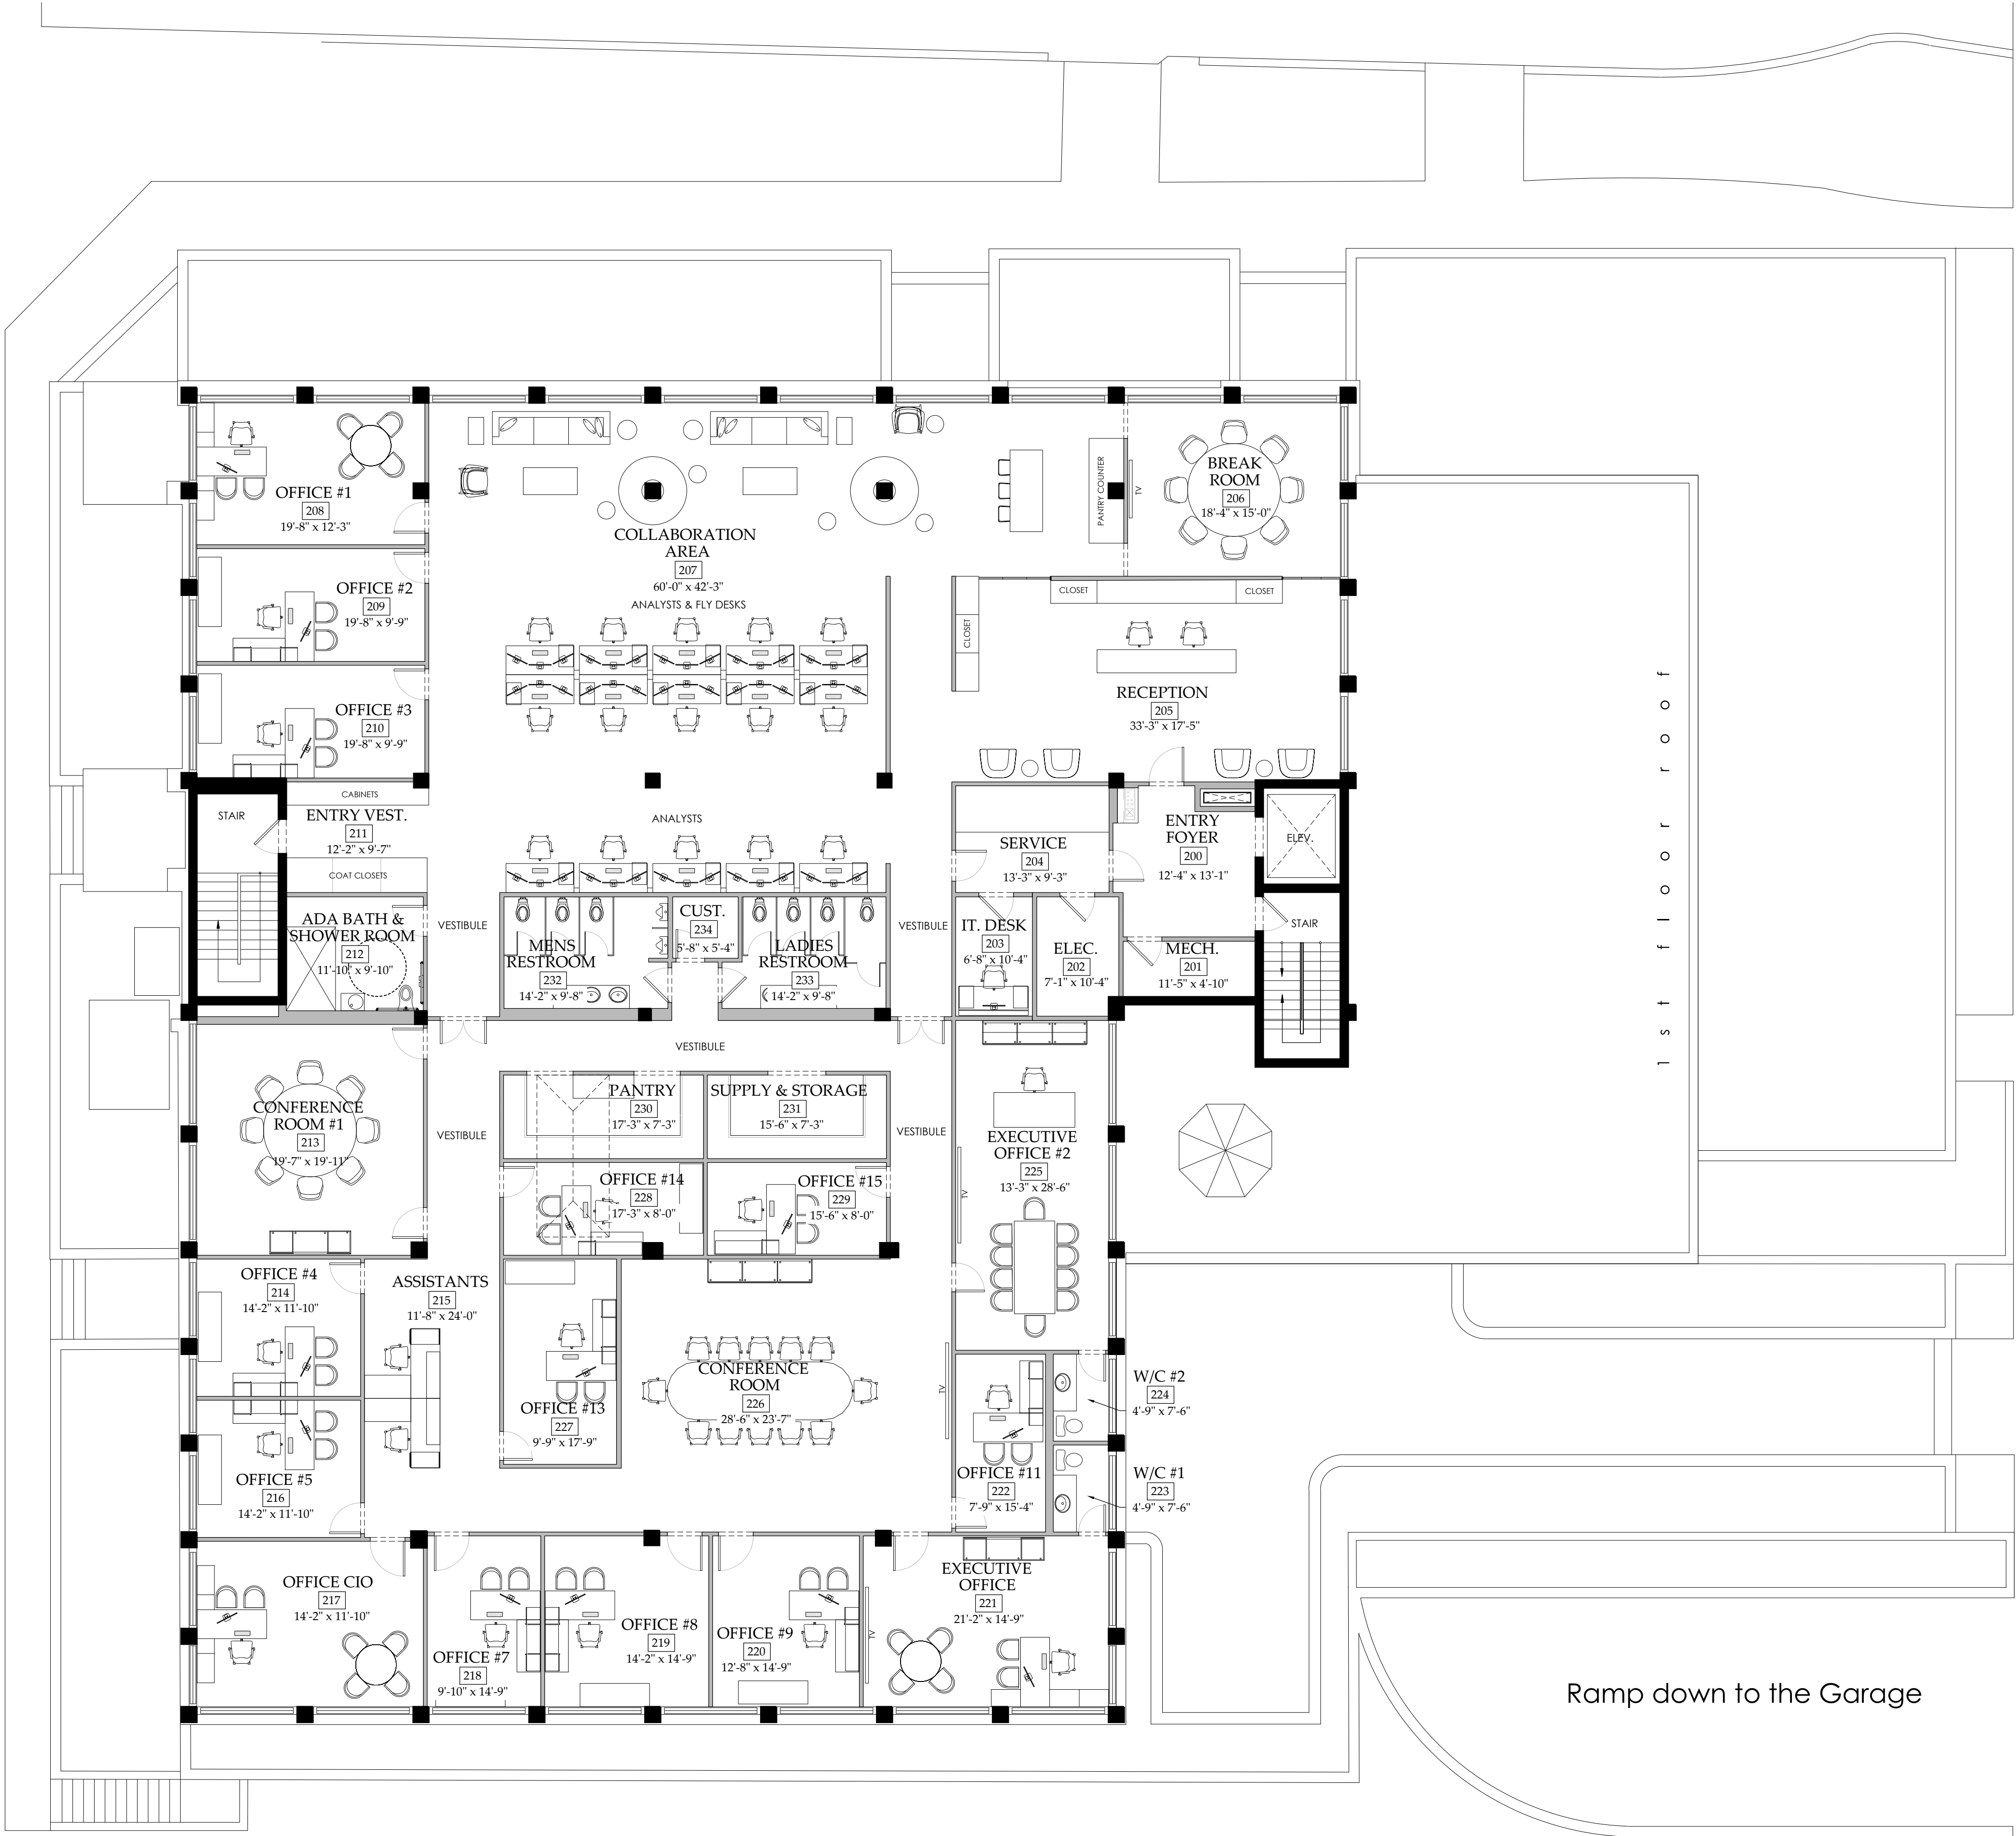 BREAK
ROOM
206
18'-4" x 15'-0"
TV
PANTRY COUNTER
OFFICE #1
208
19'-8" x 12'-3"
COLLABORATION
AREA
207
60'-0" x 42'-3"
ANALYSTS & FLY DESKS
OFFICE #2
209
19'-8" x 9'-9"
CLOSET
CLOSET
CLOSET
OFFICE #3
210
19'-8" x 9'-9"
RECEPTION
205
33'-3" x 17'-5"
1st floor roof
CABINETS
STAIR
ENTRY VEST.
211
12'-2" x 9'-7"
COAT CLOSETS
ANALYSTS
SERVICE
204
13'-3" x 9'-3"
ENTRY
FOYER
200
12'-4" x 13'-1"
ELEV.
STAIR
ADA BATH &
SHOWER ROOM
212
11'-10" x 9'-10"
VESTIBULE
MENS
RESTROOM
232
14'-2" x 9'-8"
CUST.
234
5'-8" x 5'-4"
LADIES
RESTROOM
233
14'-2" x 9'-8"
VESTIBULE
IT. DESK
203
6'-8" x 10'-4"
ELEC.
202
7'-1" x 10'-4"
MECH.
201
11'-5" x 4'-10"
VESTIBULE
CONFERENCE
ROOM #1
213
19'-7" x 19'-11"
VESTIBULE
PANTRY
230
17'-3" x 7'-3"
SUPPLY & STORAGE
231
15'-6" x 7'-3"
VESTIBULE
EXECUTIVE
OFFICE #2
225
13'-3" x 28'-6"
TV
OFFICE #14
228
17'-3" x 8'-0"
OFFICE #15
229
15'-6" x 8'-0"
OFFICE #4
214
14'-2" x 11'-10"
ASSISTANTS
215
11'-8" x 24'-0"
CONFERENCE
ROOM
226
28'-6" x 23'-7"
TV
OFFICE #13
227
9'-9" x 17'-9"
W/C #2
224
4'-9" x 7'-6"
OFFICE #5
216
14'-2" x 11'-10"
OFFICE #11
222
7'-9" x 15'-4"
W/C #1
223
4'-9" x 7'-6"
OFFICE CIO
217
14'-2" x 11'-10"
OFFICE #7
218
9'-10" x 14'-9"
OFFICE #8
219
14'-2" x 14'-9"
OFFICE #9
220
12'-8" x 14'-9"
TV
EXECUTIVE
OFFICE
221
21'-2" x 14'-9"
Ramp down to the Garage